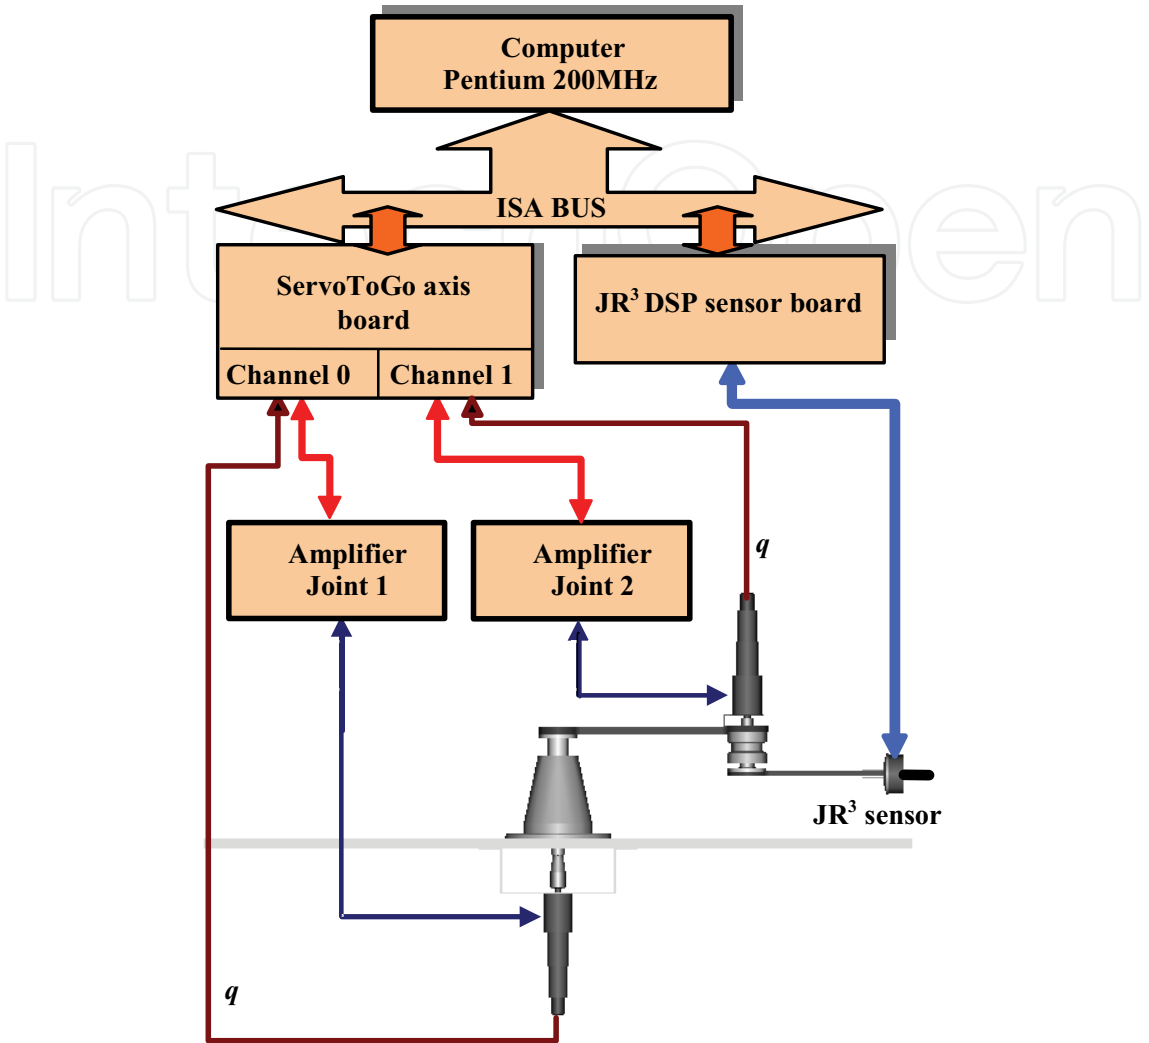 Computer
Pentium 200MHz
IntechOpen
ISA BUS
ServoToGo axis
board
JR³ DSP sensor board
Channel 0
Channel 1
Amplifier
Joint 1
Amplifier
Joint 2
q
JR³ sensor
q